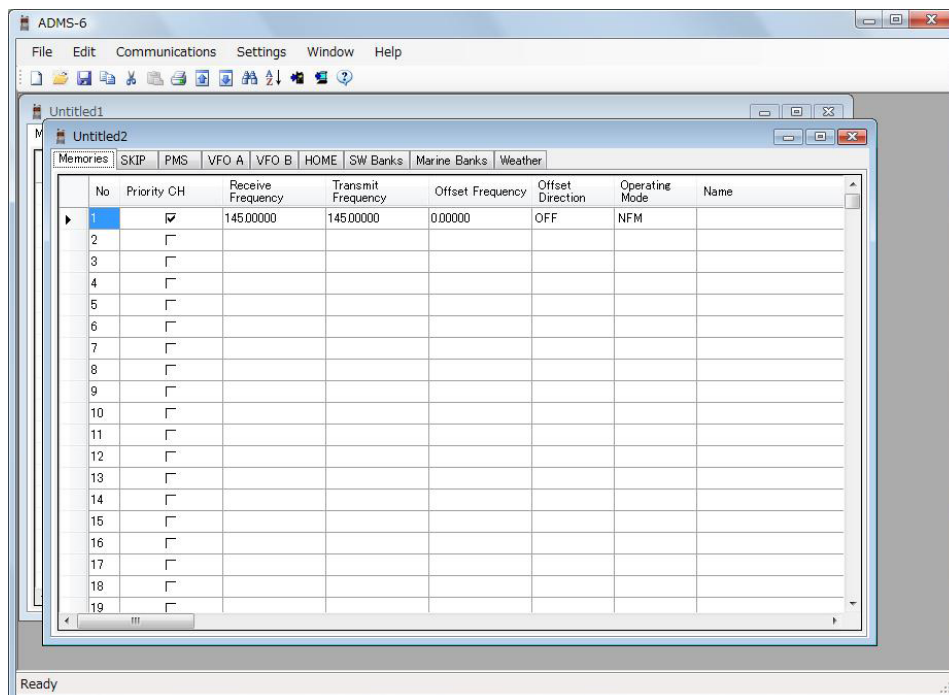 ADMS-6
File Edit Communications Settings Window Help
Untitled1
M
Untitled2
Memories SKIP PMS VFO A VFO B HOME SW Banks Marine Banks Weather
No Priority CH Receive Frequency Transmit Frequency Offset Frequency Offset Direction Operating Mode Name
1 145.00000 145.00000 0.00000 OFF NFM
2
3
4
5
6
7
8
9
10
11
12
13
14
15
16
17
18
19
Ready